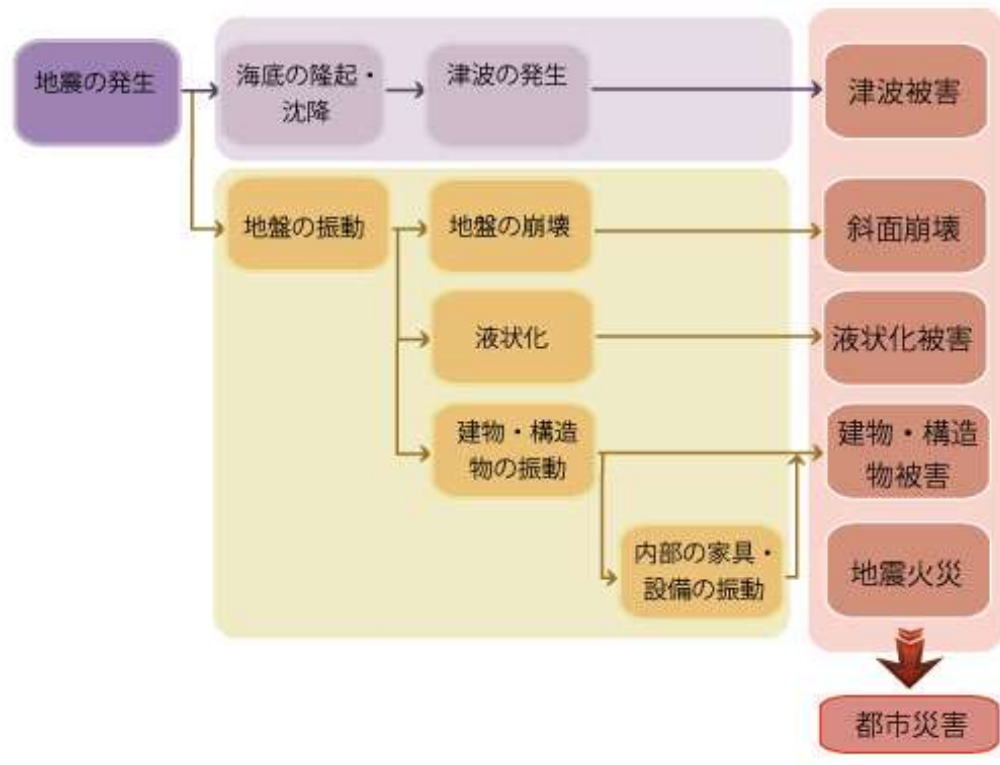 地震の発生
海底の隆起・
沈降
津波の発生
津波被害
地盤の振動
地盤の崩壊
斜面崩壊
液状化
液状化被害
建物・構造
物の振動
建物・構造
物被害
内部の家具・
設備の振動
地震火災
都市災害